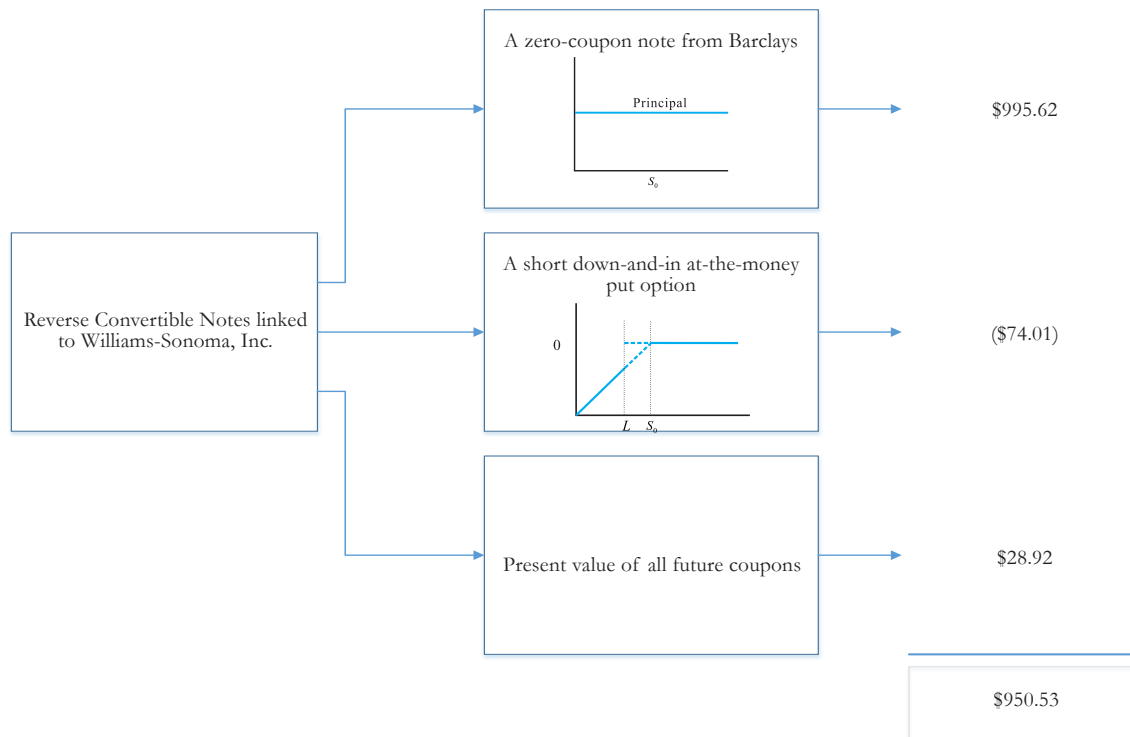 A zero-coupon note from Barclays
Principal
S₀
$995.62
Reverse Convertible Notes linked
to Williams-Sonoma, Inc.
A short down-and-in at-the-money
put option
0
L S₀
($74.01)
Present value of all future coupons
$28.92
$950.53